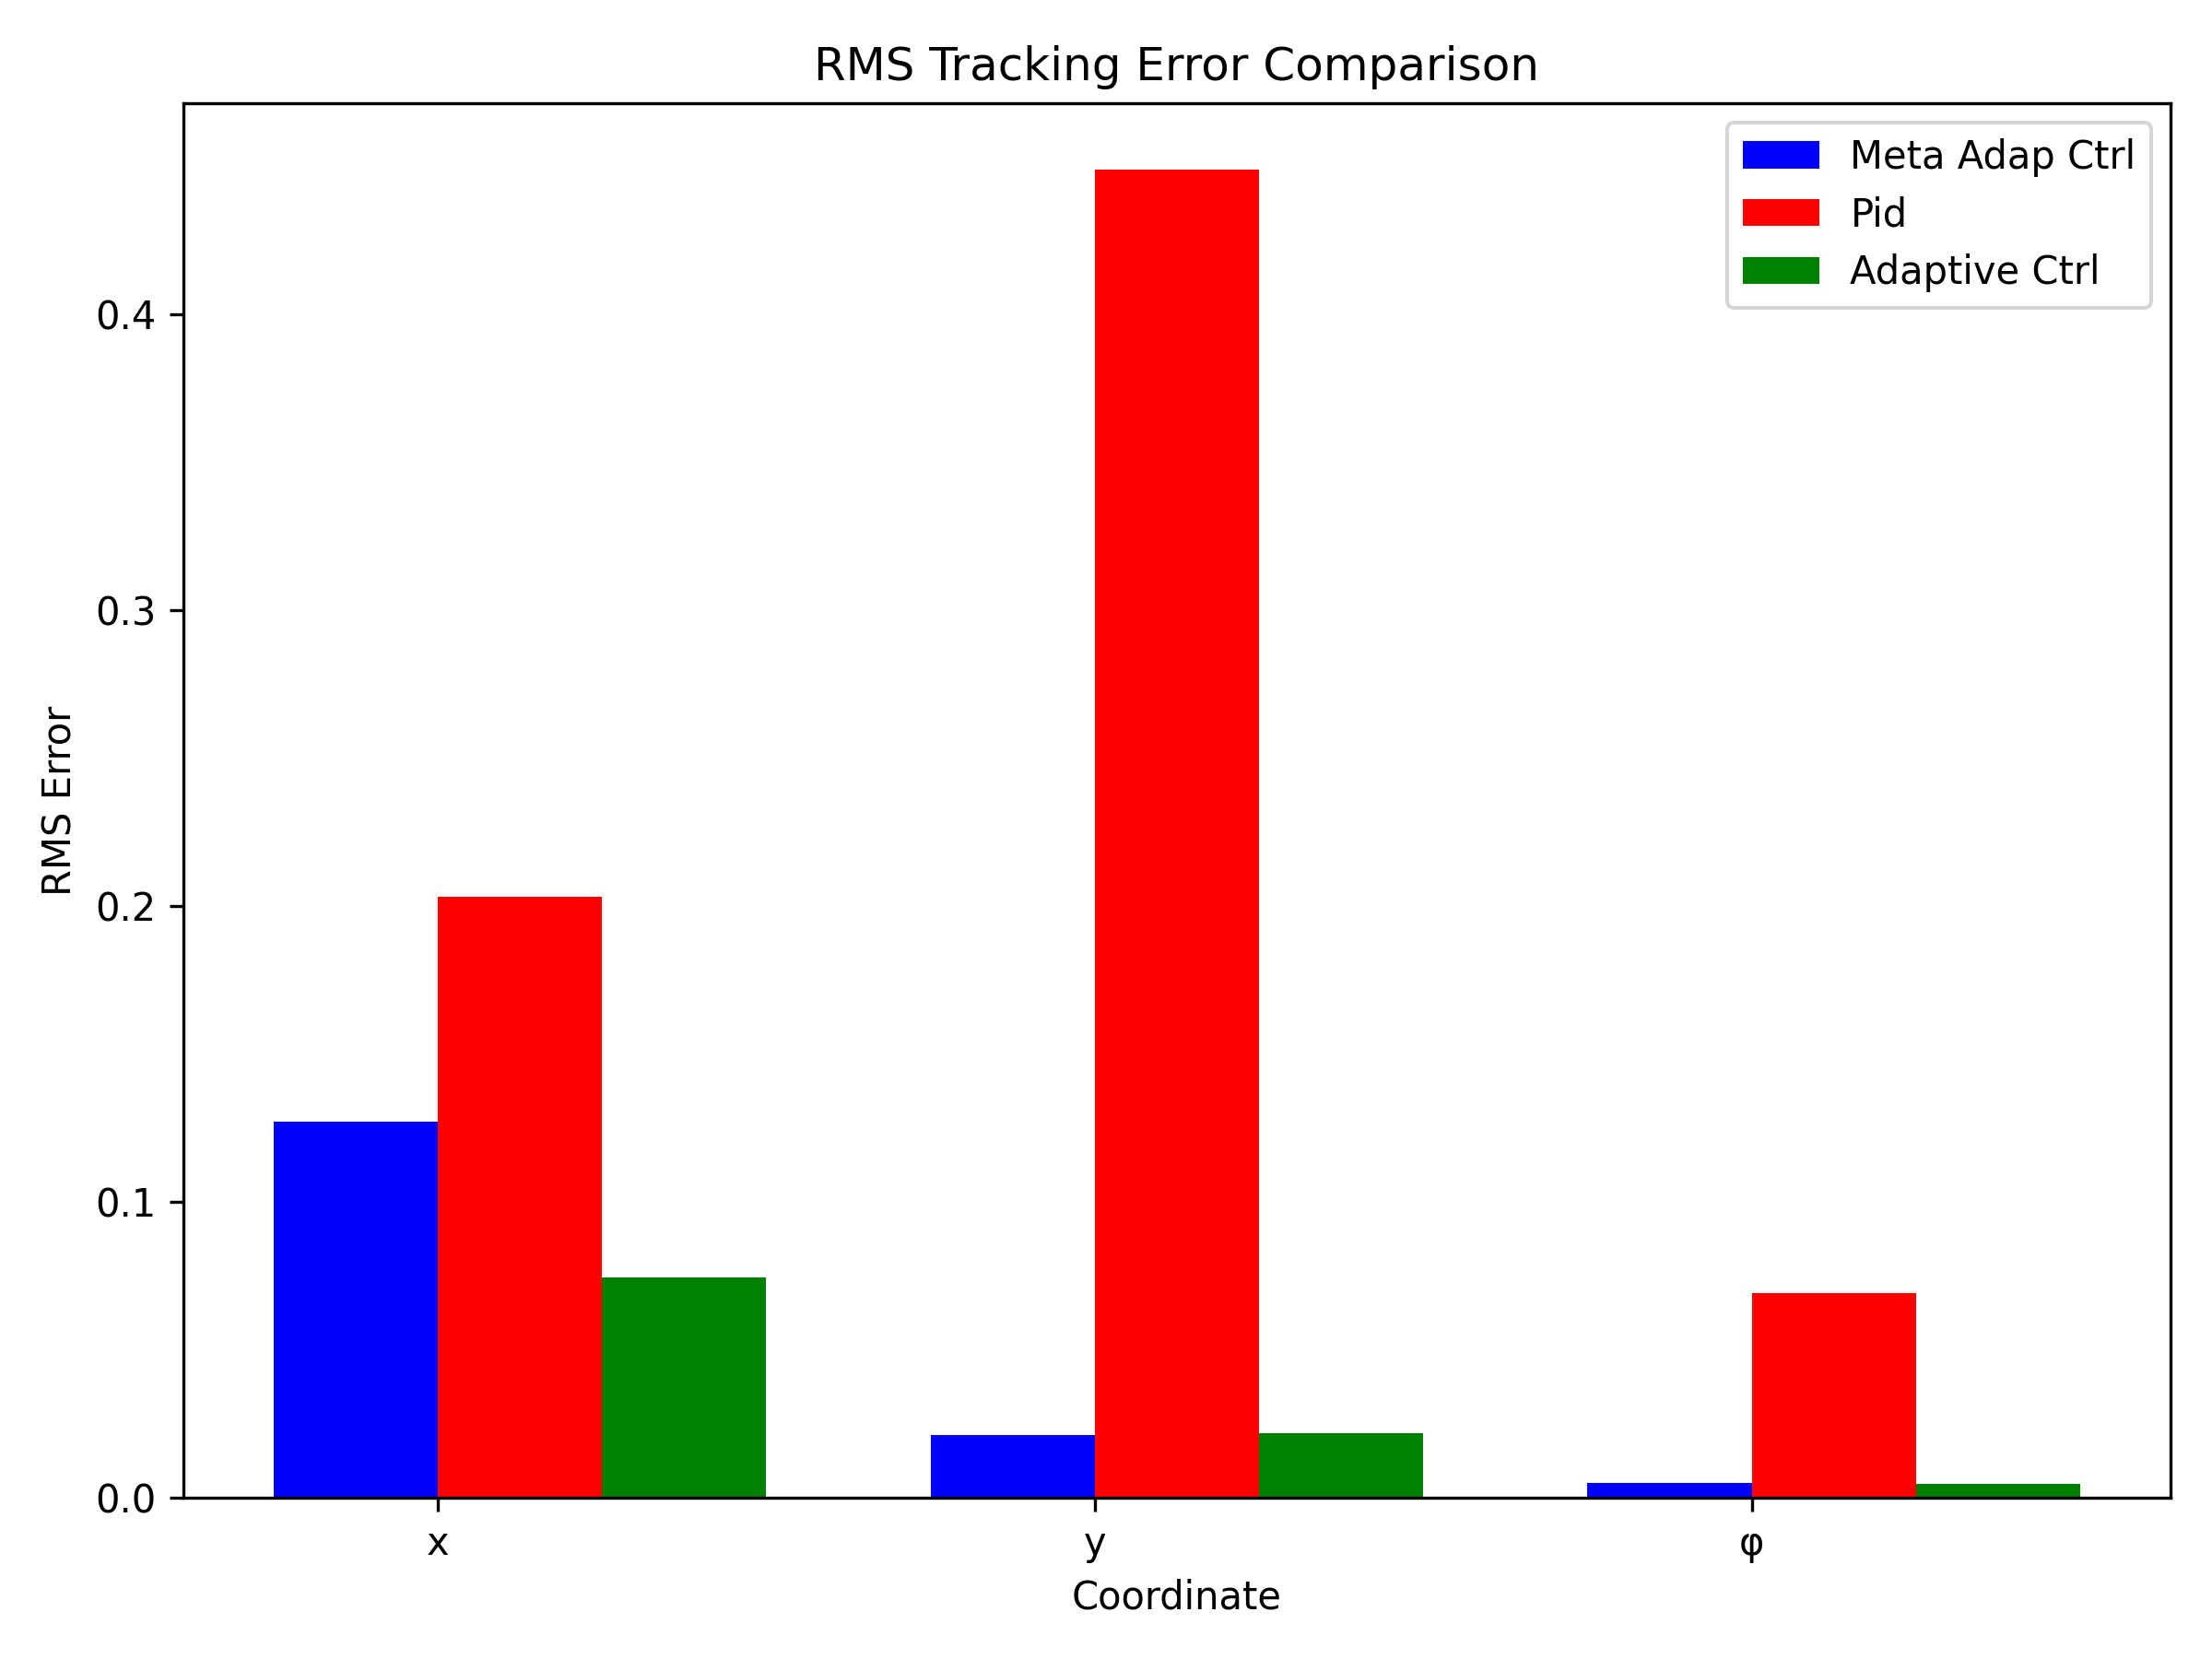 RMS Tracking Error Comparison
Meta Adap Ctrl
Pid
Adaptive Ctrl
RMS Error
0.4
0.3
0.2
0.1
0.0
x
y
φ
Coordinate